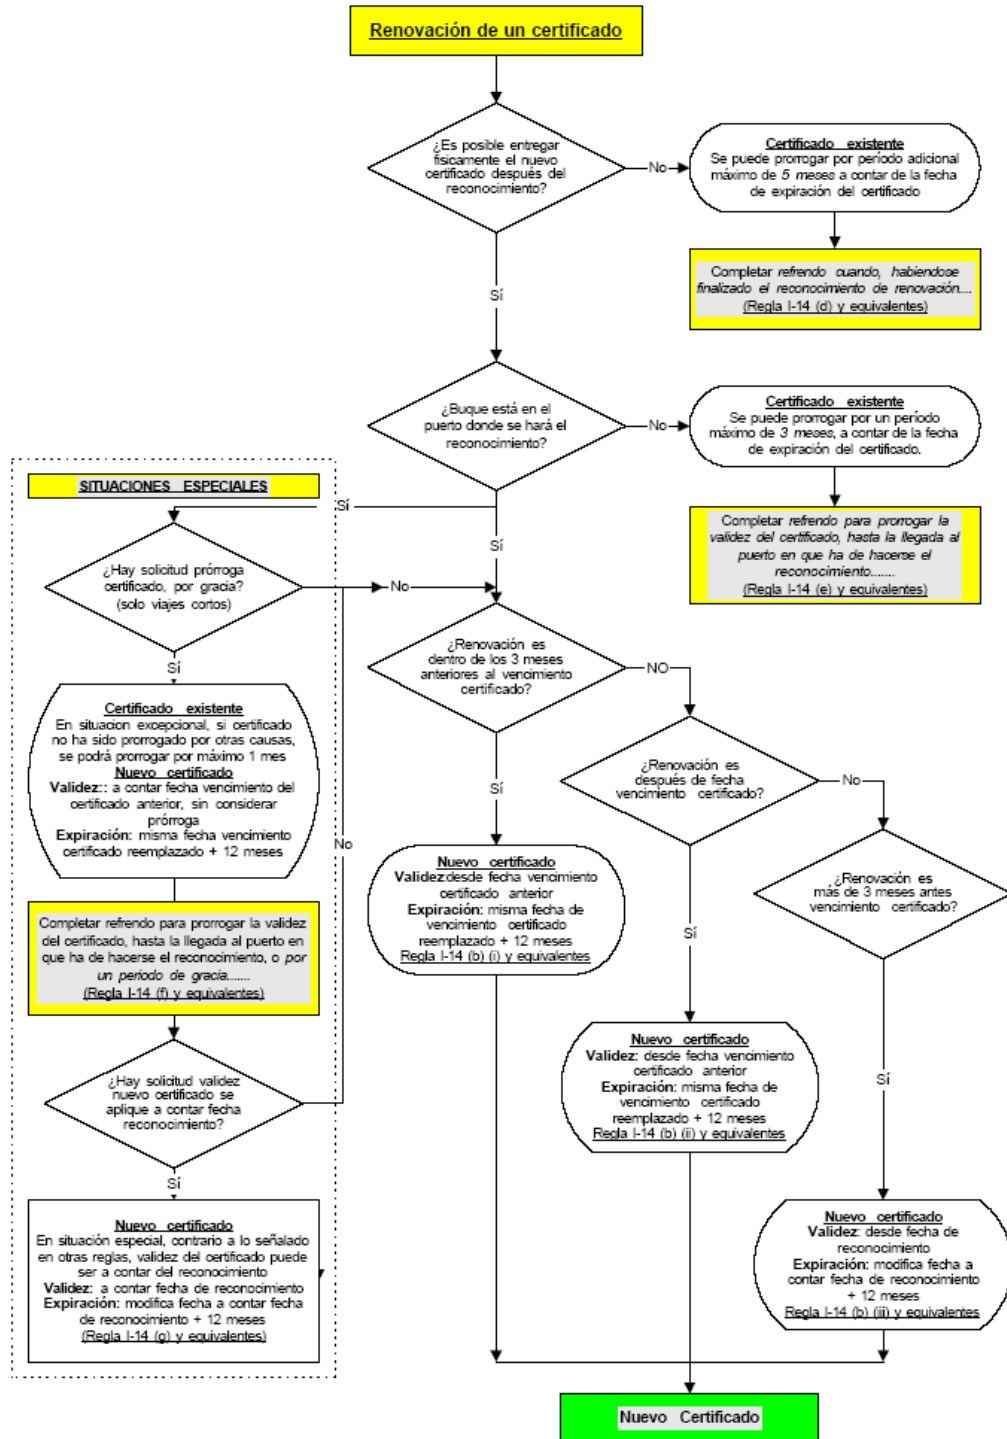 Renovación de un certificado
¿Es posible entregar
fisicamente el nuevo
certificado después del
reconocimiento?
No
Certificado existente
Se puede prorrogar por período adicional
máximo de 5 meses a contar de la fecha
de expiración del certificado
Sí
Completar refrendo cuando, habiendose
finalizado el reconocimiento de renovación....
(Regla I-14 (d) y equivalentes)
¿Buque está en el
puerto donde se hará el
reconocimiento?
No
Certificado existente
Se puede prorrogar por un período
máximo de 3 meses, a contar de la fecha
de expiración del certificado.
SITUACIONES ESPECIALES
Sí
Sí
Completar refrendo para prorrogar la
validez del certificado, hasta la llegada al
puerto en que ha de hacerse el
reconocimiento.......
(Regla I-14 (e) y equivalentes)
¿Hay solicitud prórroga
certificado, por gracia?
(solo viajes cortos)
No
Sí
¿Renovación es
dentro de los 3 meses
anteriores al vencimiento
certificado?
NO
Certificado existente
En situacion excepcional, si certificado
no ha sido prorrogado por otras causas,
se podrá prorrogar por máximo 1 mes
Nuevo certificado
Validez:: a contar fecha vencimiento del
certificado anterior, sin considerar
prórroga
Expiración: misma fecha vencimiento
certificado reemplazado + 12 meses
No
Sí
¿Renovación es
después de fecha
vencimiento certificado?
No
Nuevo certificado
Validez:desde fecha vencimiento
certificado anterior
Expiración: misma fecha de
vencimiento certificado
reemplazado + 12 meses
Regla I-14 (b) (i) y equivalentes
Sí
¿Renovación es
más de 3 meses antes
vencimiento certificado?
Completar refrendo para prorrogar la validez
del certificado, hasta la llegada al puerto en
que ha de hacerse el reconocimiento, o por
un periodo de gracia.......
(Regla I-14 (f) y equivalentes)
¿Hay solicitud validez
nuevo certificado se
aplique a contar fecha
reconocimiento?
Nuevo certificado
Validez: desde fecha vencimiento
certificado anterior
Expiración: misma fecha de
vencimiento certificado
reemplazado + 12 meses
Regla I-14 (b) (ii) y equivalentes
Sí
Sí
Nuevo certificado
En situación especial, contrario a lo señalado
en otras reglas, validez del certificado puede
ser a contar del reconocimiento
Validez: a contar fecha de reconocimiento
Expiración: modifica fecha a contar fecha
de reconocimiento + 12 meses
(Regla I-14 (g) y equivalentes)
Nuevo certificado
Validez: desde fecha de
reconocimiento
Expiración: modifica fecha a
contar fecha de reconocimiento
+ 12 meses
Regla I-14 (b) (iii) y equivalentes
Nuevo Certificado